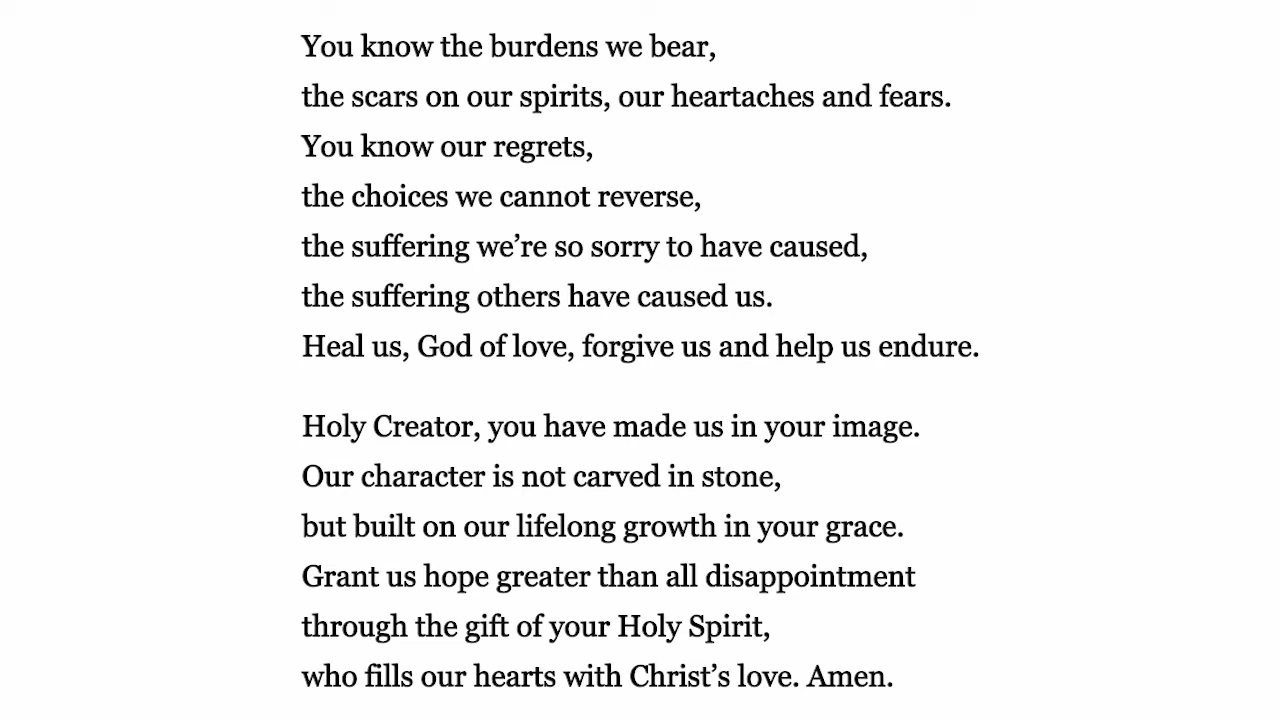 You know the burdens we bear,
the scars on our spirits, our heartaches and fears.
You know our regrets,
the choices we cannot reverse,
the suffering we’re so sorry to have caused,
the suffering others have caused us.
Heal us, God of love, forgive us and help us endure.
Holy Creator, you have made us in your image.
Our character is not carved in stone,
but built on our lifelong growth in your grace.
Grant us hope greater than all disappointment
through the gift of your Holy Spirit,
who fills our hearts with Christ’s love. Amen.